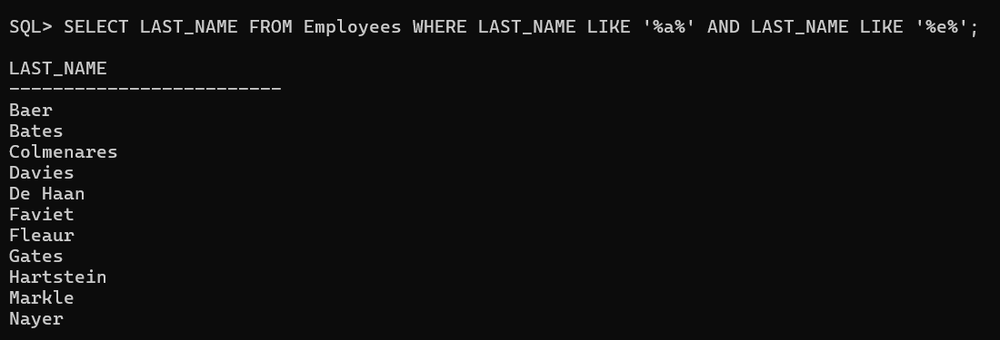 SQL> SELECT LAST_NAME FROM Employees WHERE LAST_NAME LIKE '%a%' AND LAST_NAME LIKE '%e%';
LAST_NAME
-------------------------
Baer
Bates
Colmenares
Davies
De Haan
Faviet
Fleaur
Gates
Hartstein
Markle
Nayer